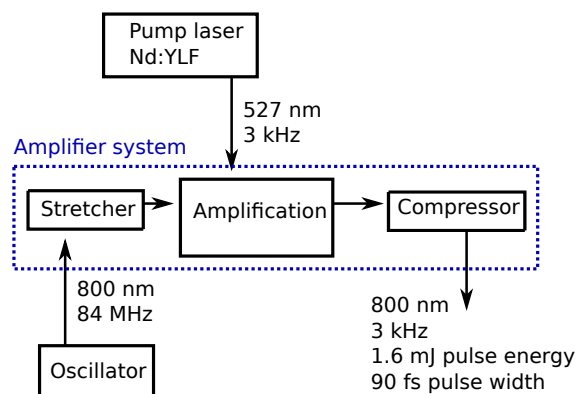 Pump laser
Nd:YLF
527 nm
3 kHz
Amplifier system
Stretcher
Amplification
Compressor
800 nm
84 MHz
Oscillator
800 nm
3 kHz
1.6 mJ pulse energy
90 fs pulse width